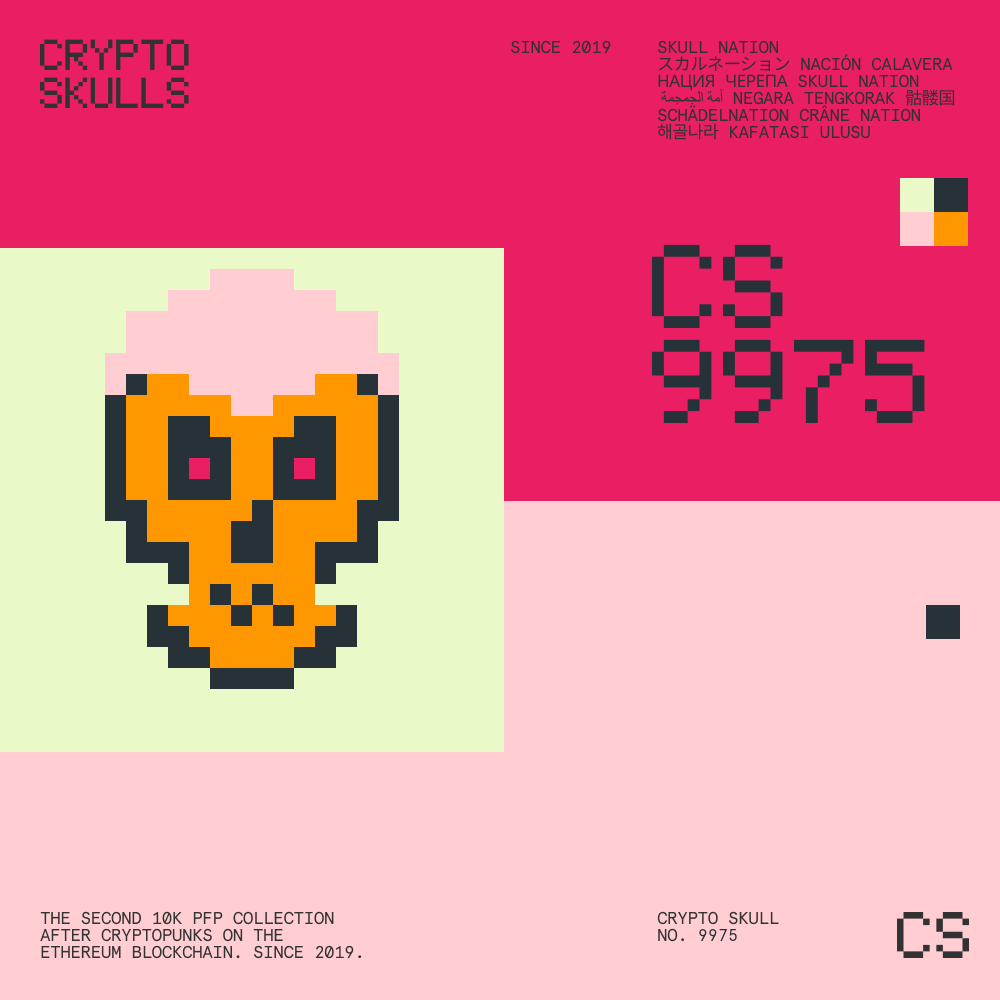 CRYPTO
SKULLS
SINCE 2019
SKULL NATION
スカルネーション NACIÓN CALAVERA
НАЦИЯ ЧЕРЕПА SKULL NATION
أمة الجمجمة NEGARA TENGKORAK 骷髅国
SCHÄDELNATION CRÂNE NATION
해골나라 KAFATASI ULUSU
CS
9975
THE SECOND 10K PFP COLLECTION
AFTER CRYPTOPUNKS ON THE
ETHEREUM BLOCKCHAIN. SINCE 2019.
CRYPTO SKULL
NO. 9975
CS